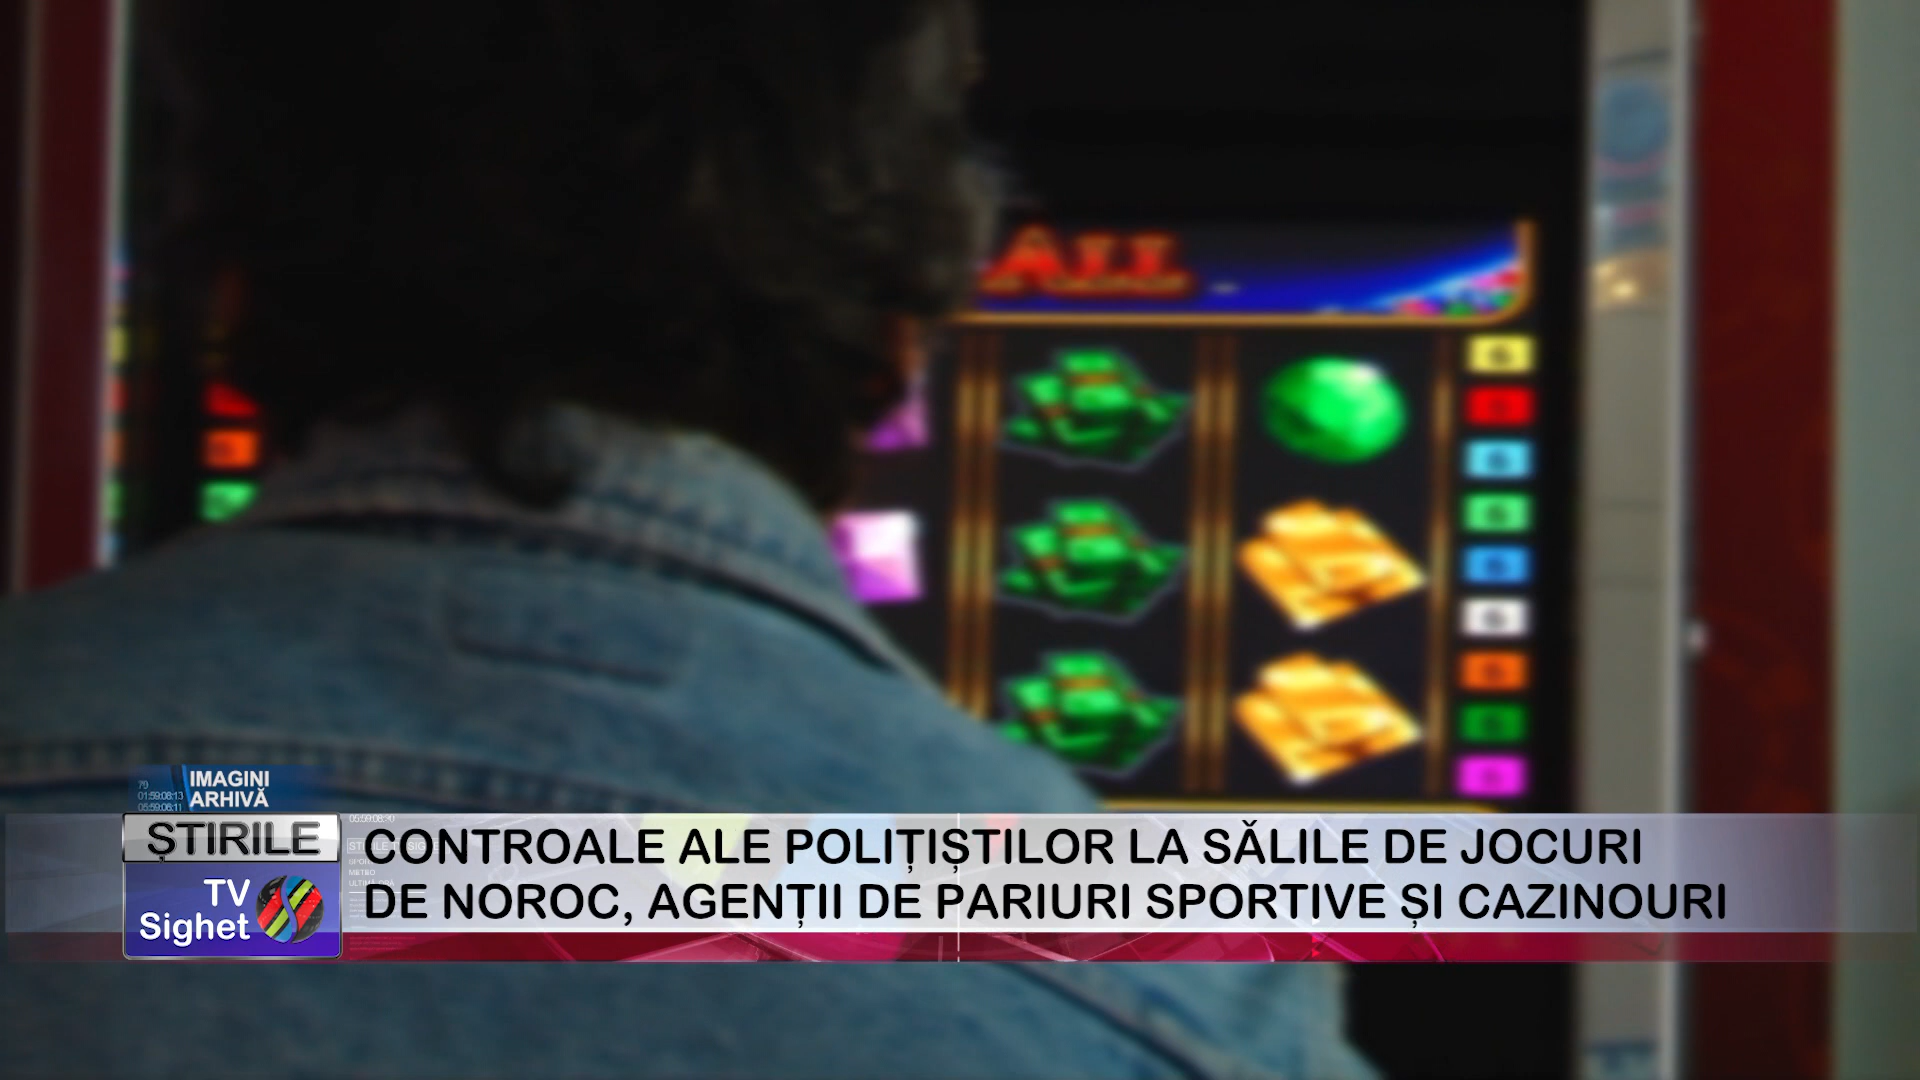 IMAGINI
ARHIVĂ
ȘTIRILE
TV
Sighet
CONTROALE ALE POLIȚIȘTILOR LA SĂLILE DE JOCURI
DE NOROC, AGENȚII DE PARIURI SPORTIVE ȘI CAZINOURI